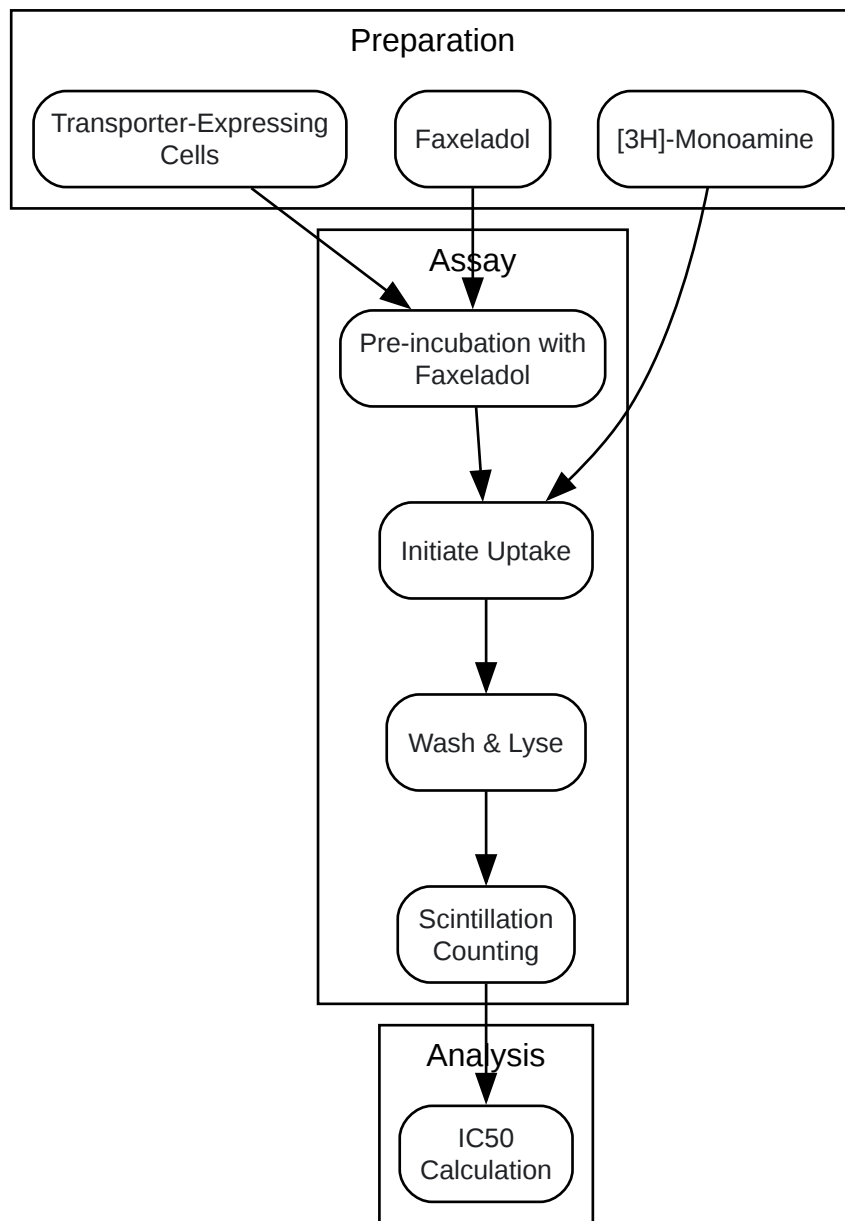 Preparation
Transporter-Expressing
Cells
Faxeladol
[3H]-Monoamine
Assay
Pre-incubation with
Faxeladol
Initiate Uptake
Wash & Lyse
Scintillation
Counting
Analysis
IC50
Calculation